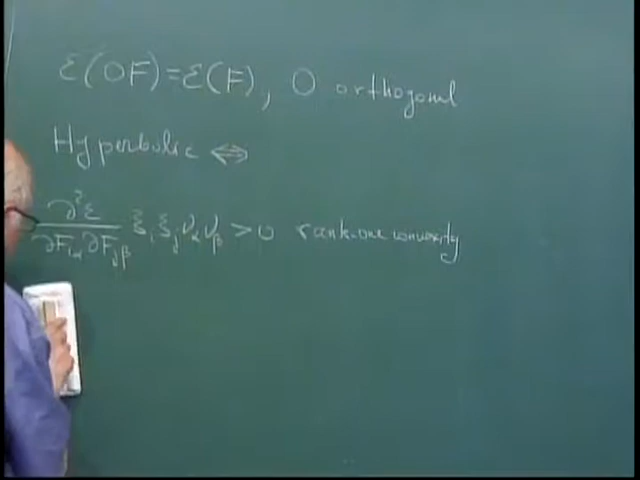 ε(OF)=ε(F), O orthogonal
Hyperbolic ⇔
∂²ε/∂F_{iα}∂F_{jβ} ξ_i ξ_j ν_α ν_β > 0 rank-one convexity